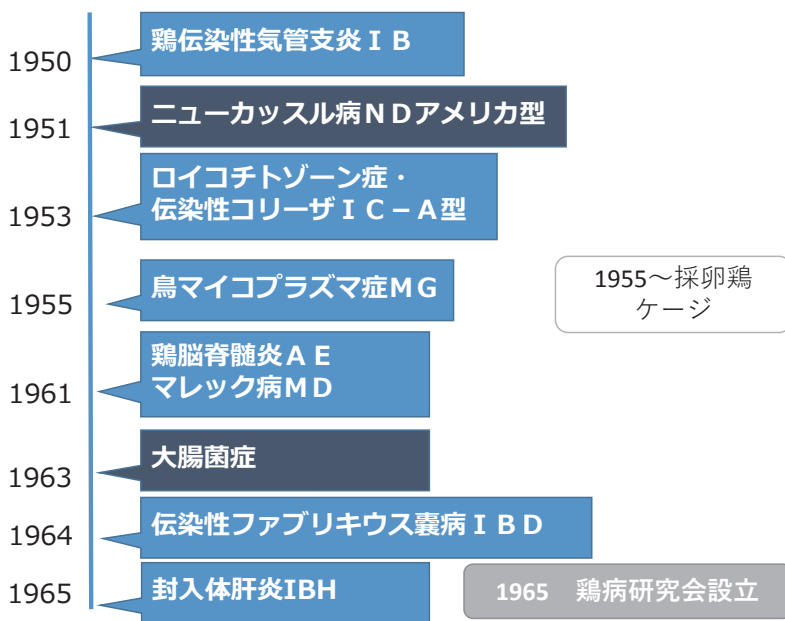 1950
鶏伝染性気管支炎ＩＢ
1951
ニューカッスル病ＮＤアメリカ型
1953
ロイコチトゾーン症・
伝染性コリーザＩＣ－Ａ型
1955
鳥マイコプラズマ症ＭＧ
1955～採卵鶏
ケージ
1961
鶏脳脊髄炎ＡＥ
マレック病ＭＤ
1963
大腸菌症
1964
伝染性ファブリキウス嚢病ＩＢＤ
1965
封入体肝炎IBH
1965　鶏病研究会設立